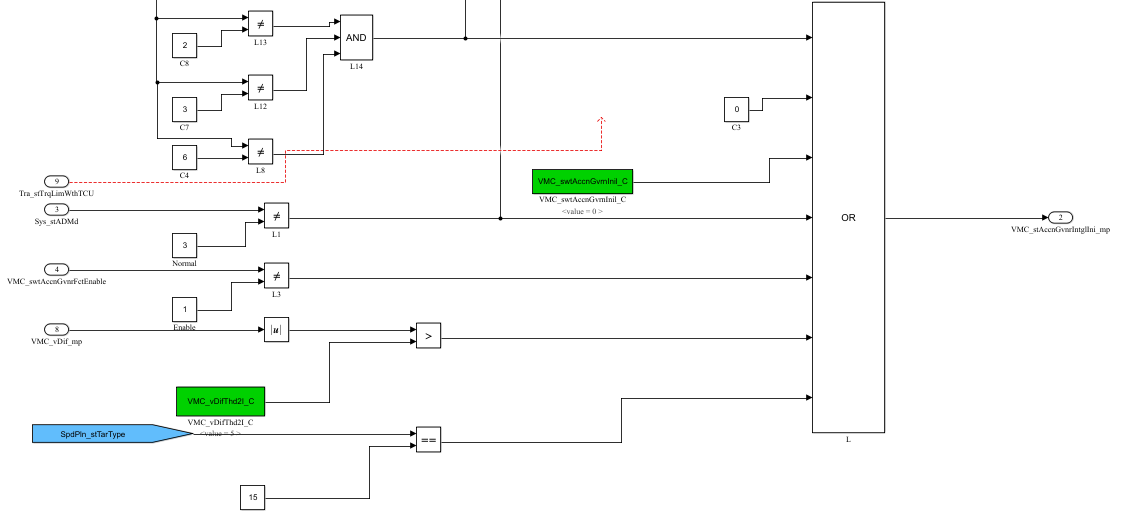 ≠
L13
2
C8
AND
L14
≠
L12
3
C7
0
C3
≠
L8
6
C4
9
Tra_stTrqLimWthTCU
VMC_swtAccnGvrnInil_C
VMC_swtAccnGvrnInil_C
<value = 0 >
3
Sys_stADMd
≠
L1
OR
2
VMC_stAccnGvnrIntglIni_mp
3
Normal
4
VMC_swtAccnGvnrFctEnable
≠
L3
1
Enable
8
VMC_vDif_mp
|u|
>
VMC_vDifThd2I_C
VMC_vDifThd2I_C
<value = 5 >
SpdPln_stTarType
==
L
15